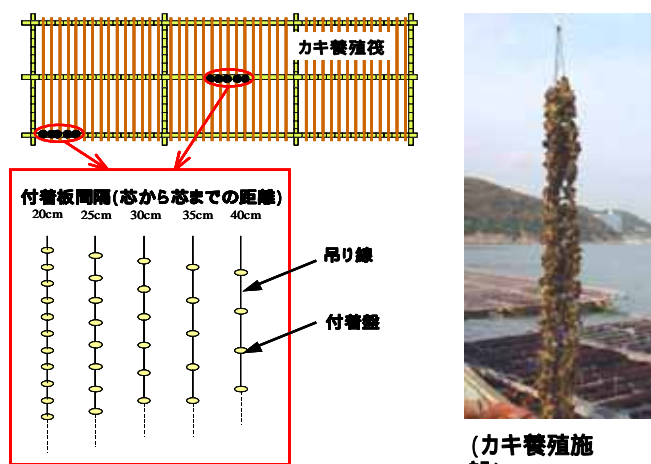 カキ養殖筏
付着板間隔(芯から芯までの距離)
20cm 25cm 30cm 35cm 40cm
吊り線
付着盤
(カキ養殖施